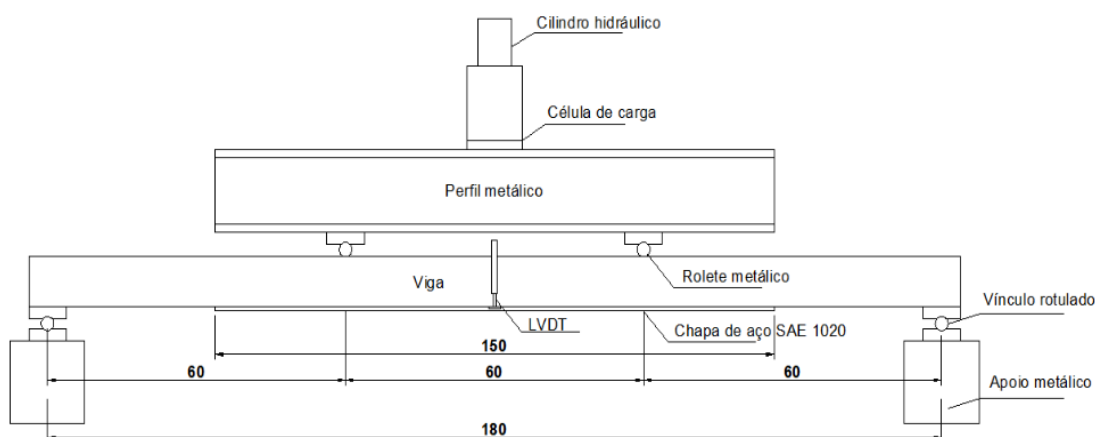 Cilindro hidráulico
Célula de carga
Perfil metálico
Rolete metálico
Viga
Vínculo rotulado
LVDT
Chapa de aço SAE 1020
150
60
60
60
Apoio metálico
180